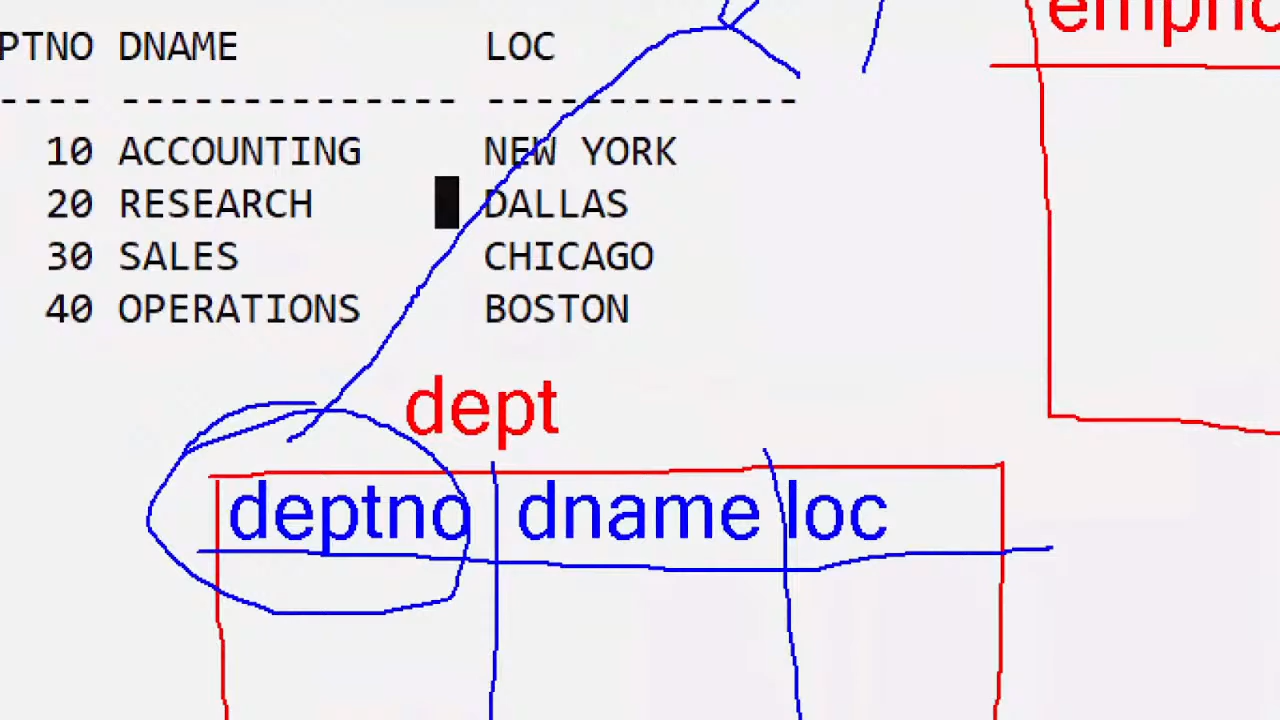 PTNO DNAME LOC
---- -------------- -------------
10 ACCOUNTING NEW YORK
20 RESEARCH DALLAS
30 SALES CHICAGO
40 OPERATIONS BOSTON
dept
deptno dname loc